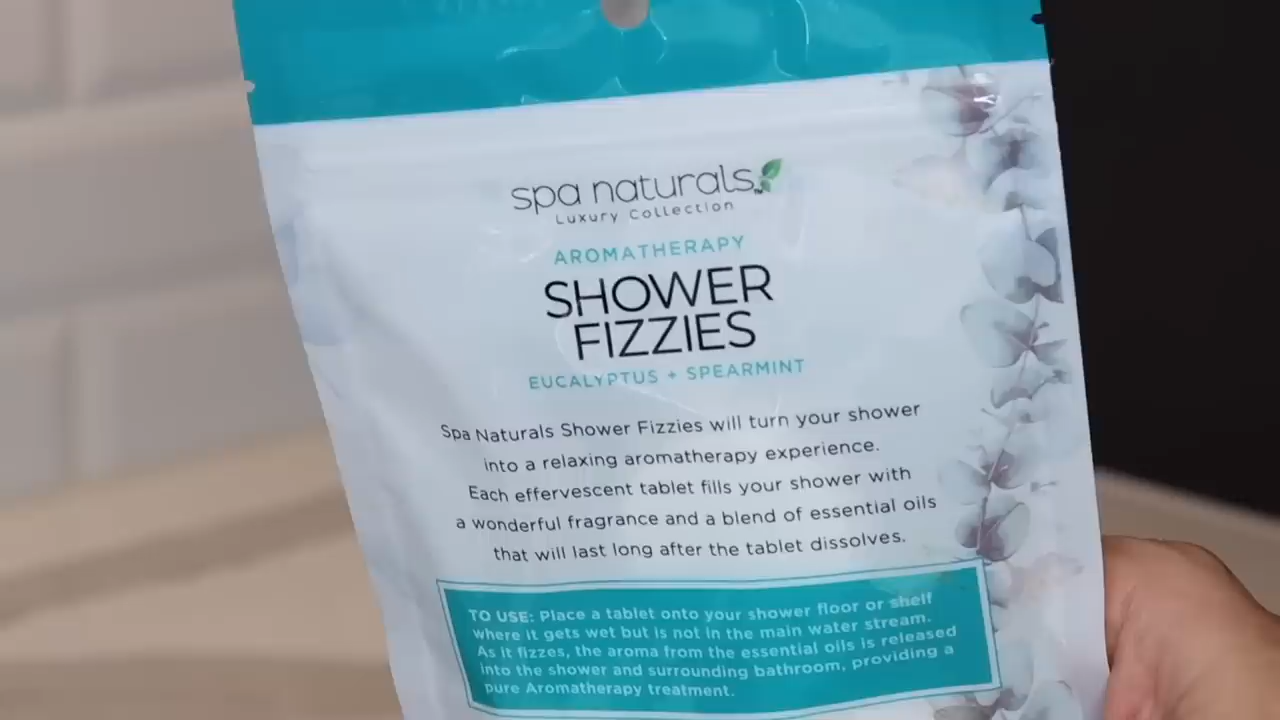 spa naturals
Luxury Collection
AROMATHERAPY
SHOWER
FIZZIES
EUCALYPTUS + SPEARMINT
Spa Naturals Shower Fizzies will turn your shower
into a relaxing aromatherapy experience.
Each effervescent tablet fills your shower with
a wonderful fragrance and a blend of essential oils
that will last long after the tablet dissolves.
TO USE: Place a tablet onto your shower floor or shelf
where it gets wet but is not in the main water stream.
As it fizzes, the aroma from the essential oils is released
into the shower and surrounding bathroom, providing a
pure Aromatherapy treatment.